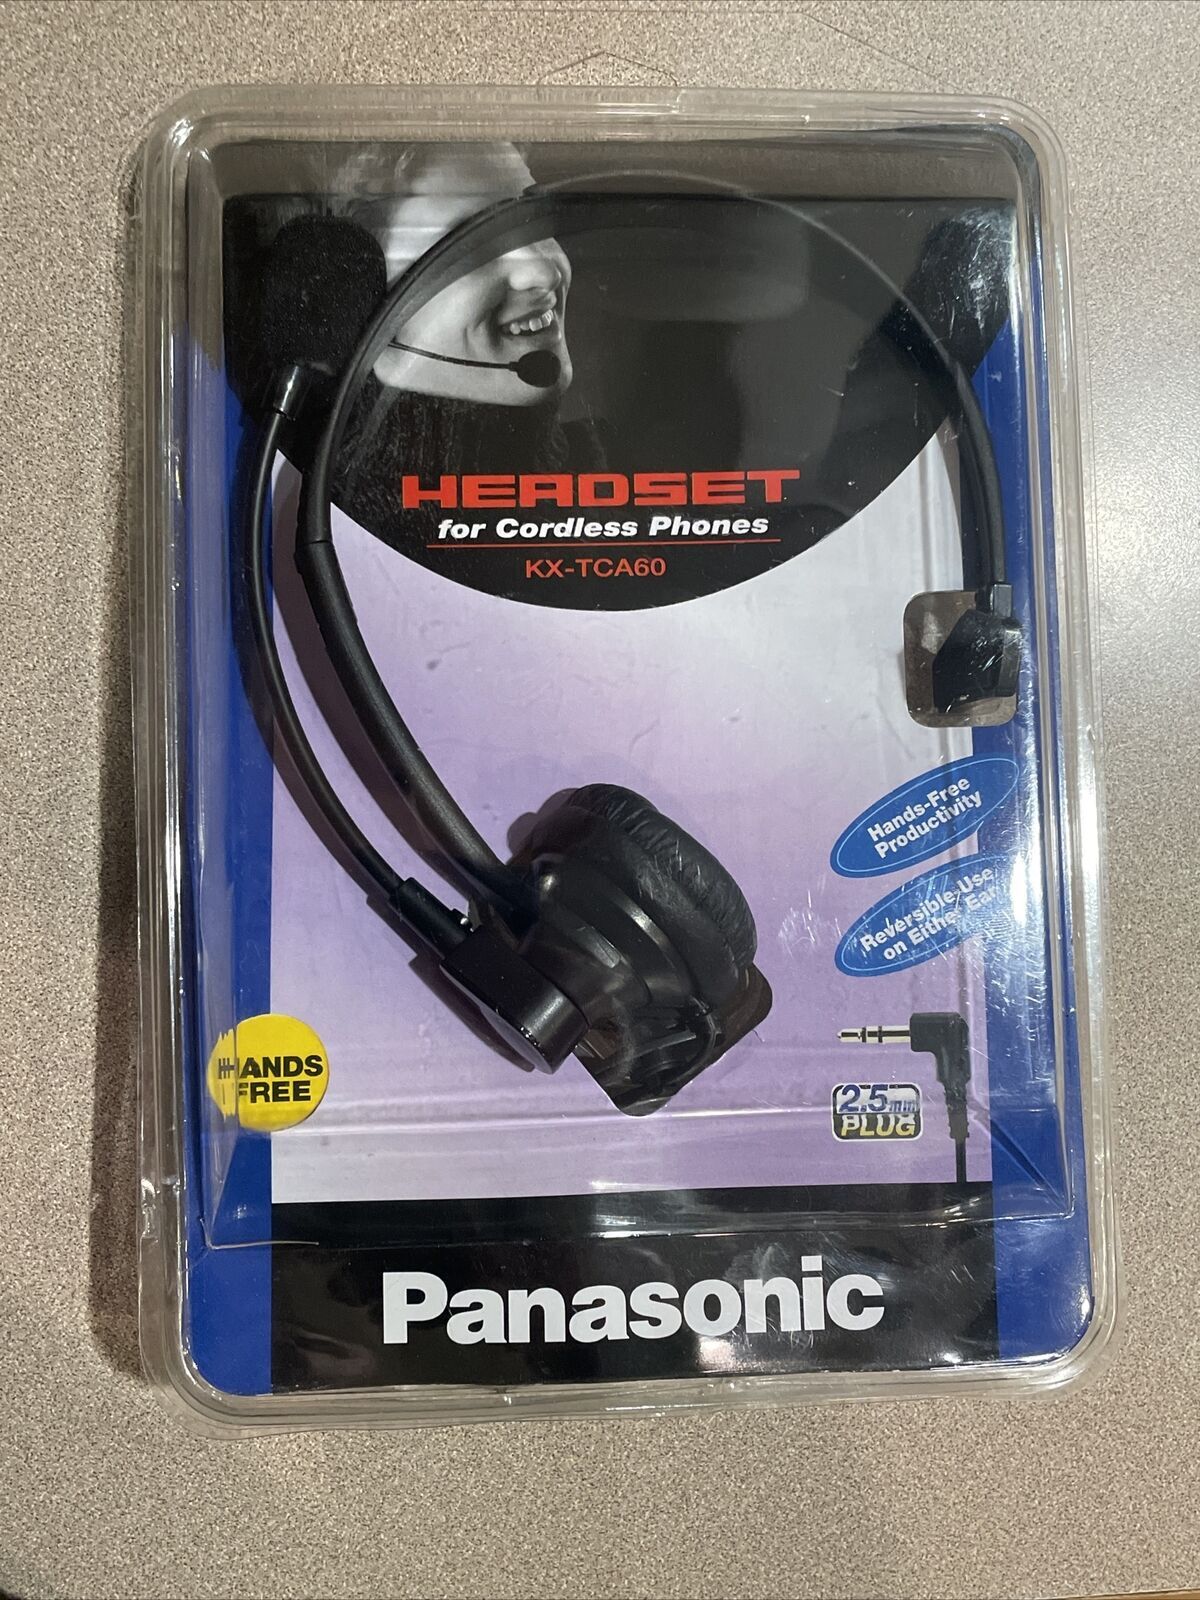 HEADSET
for Cordless Phones
KX-TCA60
Hands-Free
Productivity
Reversible-Use
on Either Ear
HANDS
FREE
2.5mm
PLUG
Panasonic